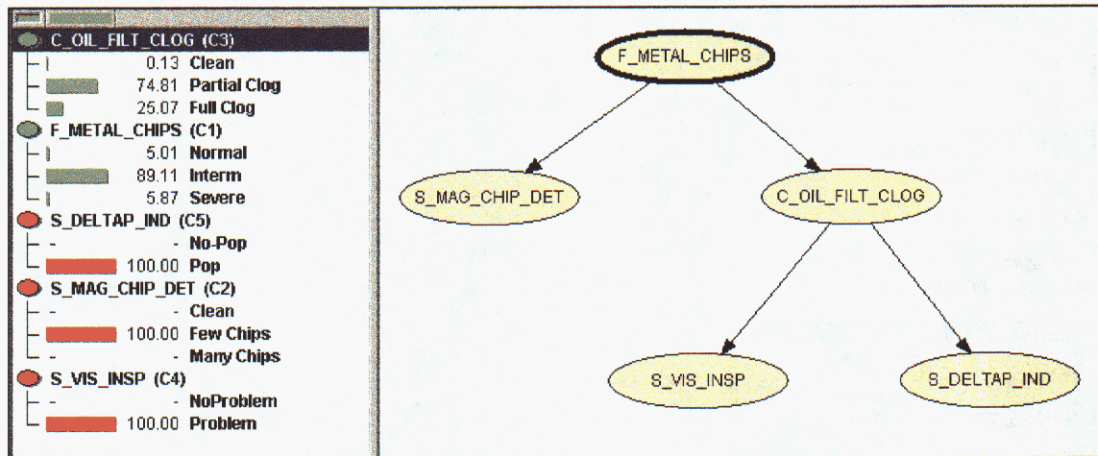 C_OIL_FILT_CLOG (C3)
0.13 Clean
74.81 Partial Clog
25.07 Full Clog
F_METAL_CHIPS (C1)
5.01 Normal
89.11 Interm
5.87 Severe
S_DELTAP_IND (C5)
- - No-Pop
100.00 Pop
S_MAG_CHIP_DET (C2)
- - Clean
100.00 Few Chips
- - Many Chips
S_VIS_INSP (C4)
- - NoProblem
100.00 Problem
F_METAL_CHIPS
S_MAG_CHIP_DET
C_OIL_FILT_CLOG
S_VIS_INSP
S_DELTAP_IND